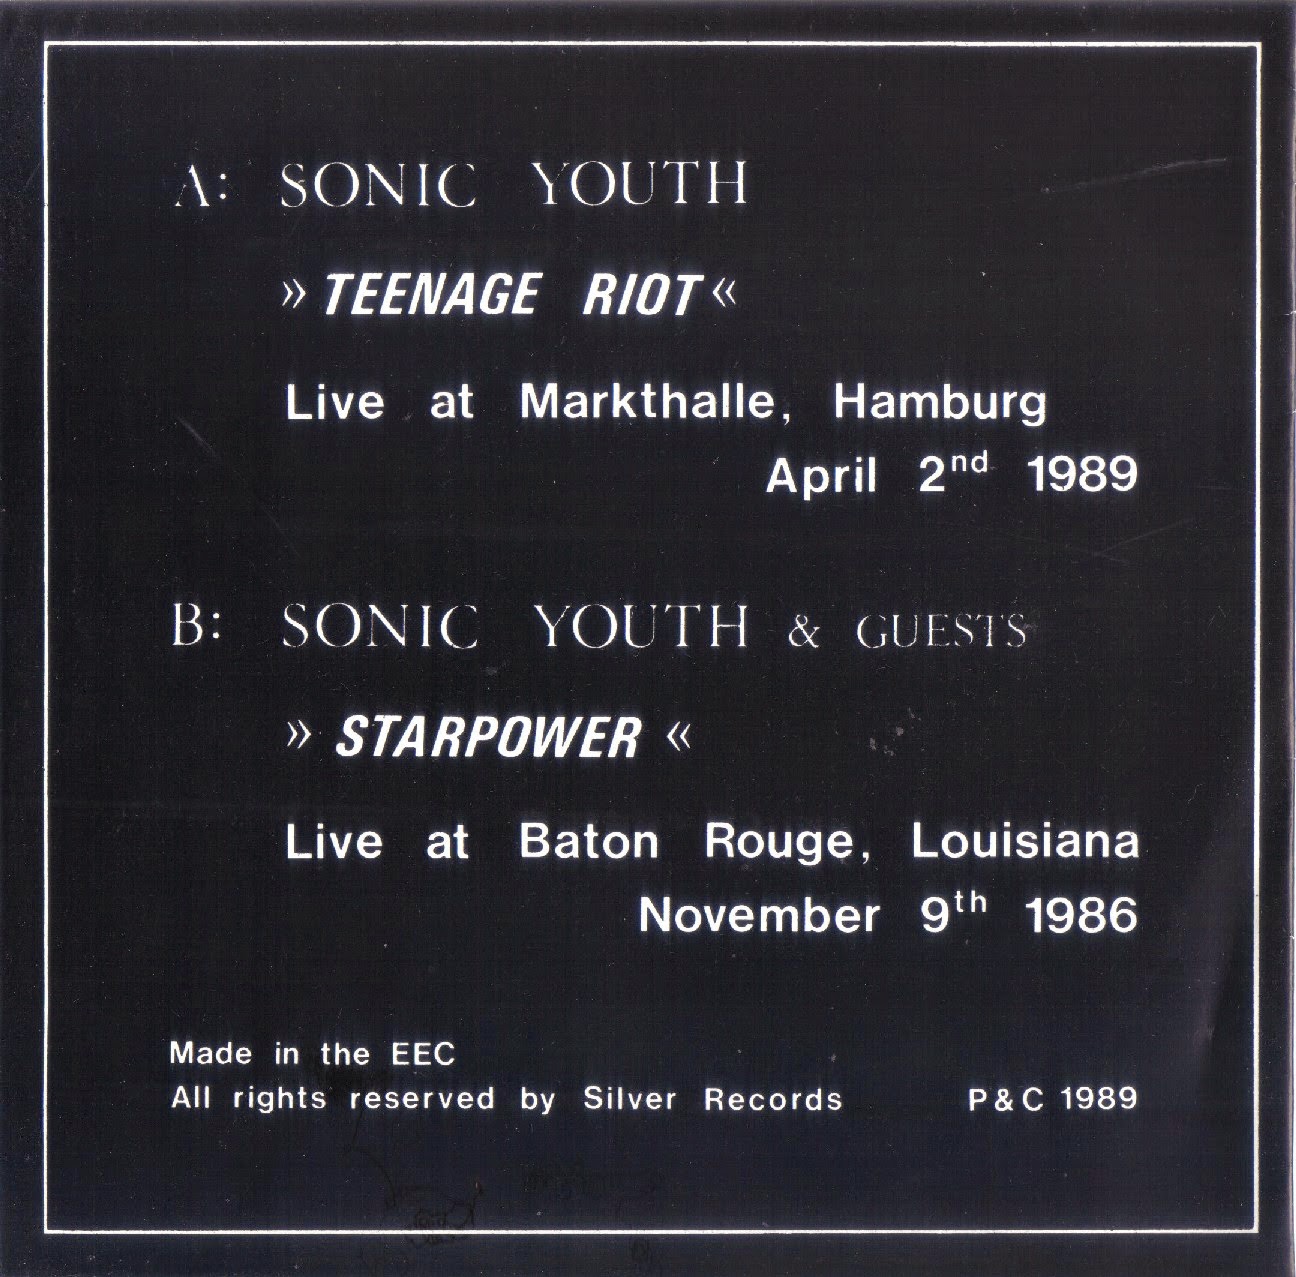 A: SONIC YOUTH
» TEENAGE RIOT «
Live at Markthalle, Hamburg
April 2nd 1989
B: SONIC YOUTH & GUESTS
» STARPOWER «
Live at Baton Rouge, Louisiana
November 9th 1986
Made in the EEC
All rights reserved by Silver Records P & C 1989